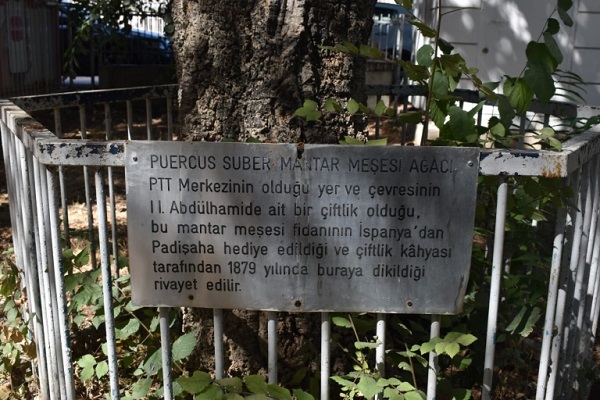 PUERCUS SUBER MANTAR MEŞESİ AĞACI
PTT Merkezinin olduğu yer ve çevresinin
II. Abdülhamide ait bir çiftlik olduğu,
bu mantar meşesi fidanının İspanya'dan
Padişaha hediye edildiği ve çiftlik kâhyası
tarafından 1879 yılında buraya dikildiği
rivayet edilir.